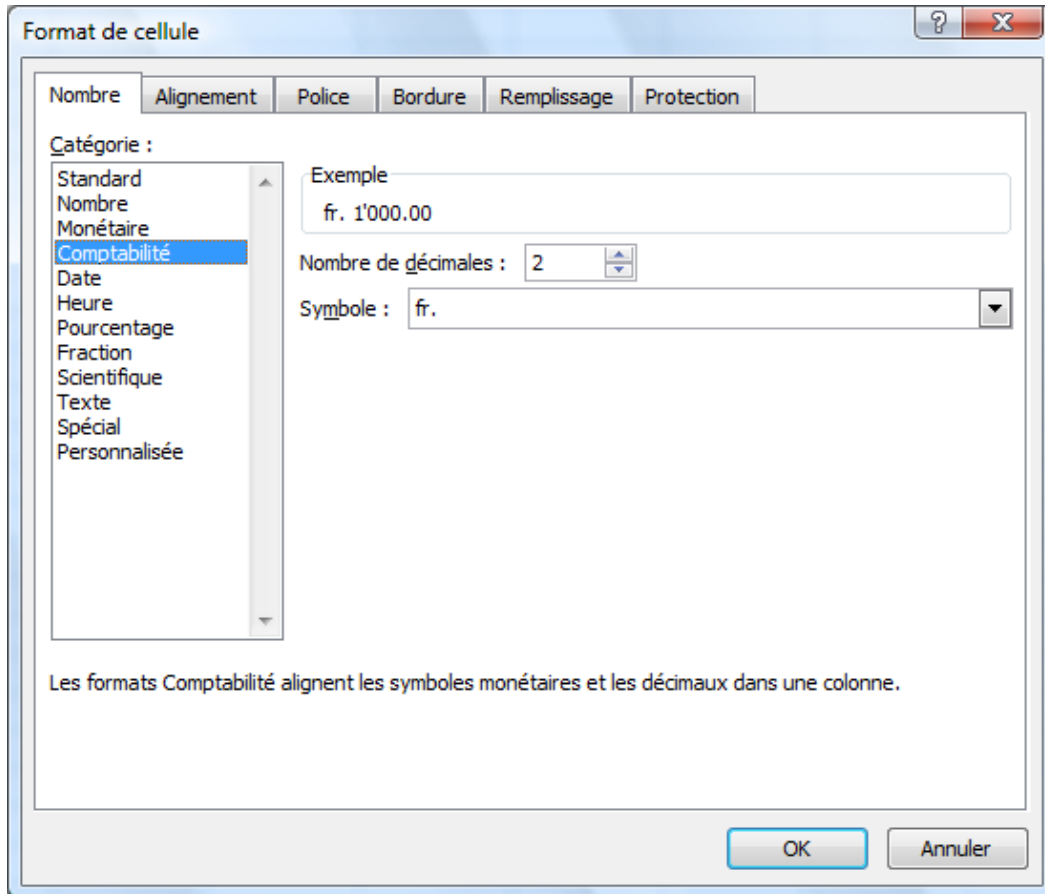 Format de cellule
Nombre Alignement Police Bordure Remplissage Protection
Catégorie :
Standard
Nombre
Monétaire
Comptabilité
Date
Heure
Pourcentage
Fraction
Scientifique
Texte
Spécial
Personnalisée
Exemple
fr. 1'000.00
Nombre de décimales : 2
Symbole : fr.
Les formats Comptabilité alignent les symboles monétaires et les décimaux dans une colonne.
OK Annuler